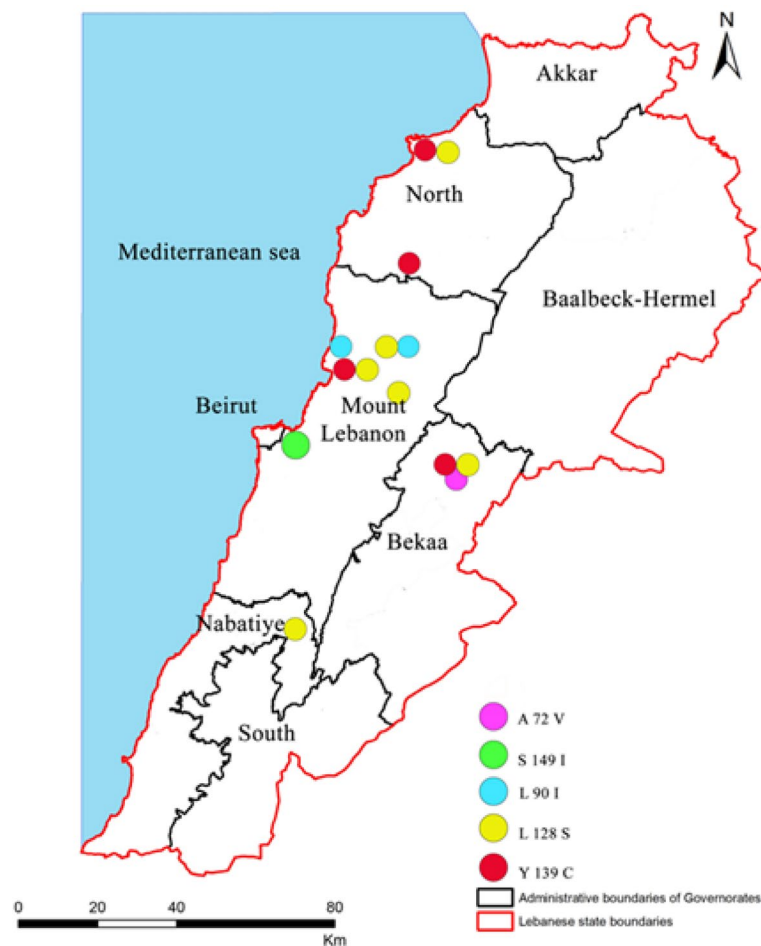 N
Akkar
North
Mediterranean sea
Baalbeck-Hermel
Beirut
Mount
Lebanon
Bekaa
Nabatiye
South
A 72 V
S 149 I
L 90 I
L 128 S
Y 139 C
Administrative boundaries of Governorates
Lebanese state boundaries
0 20 40 80
Km